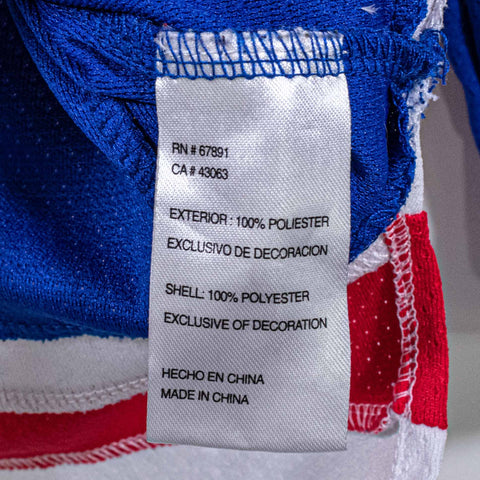 RN # 67891
CA # 43063
EXTERIOR : 100% POLIESTER
EXCLUSIVO DE DECORACION
SHELL: 100% POLYESTER
EXCLUSIVE OF DECORATION
HECHO EN CHINA
MADE IN CHINA